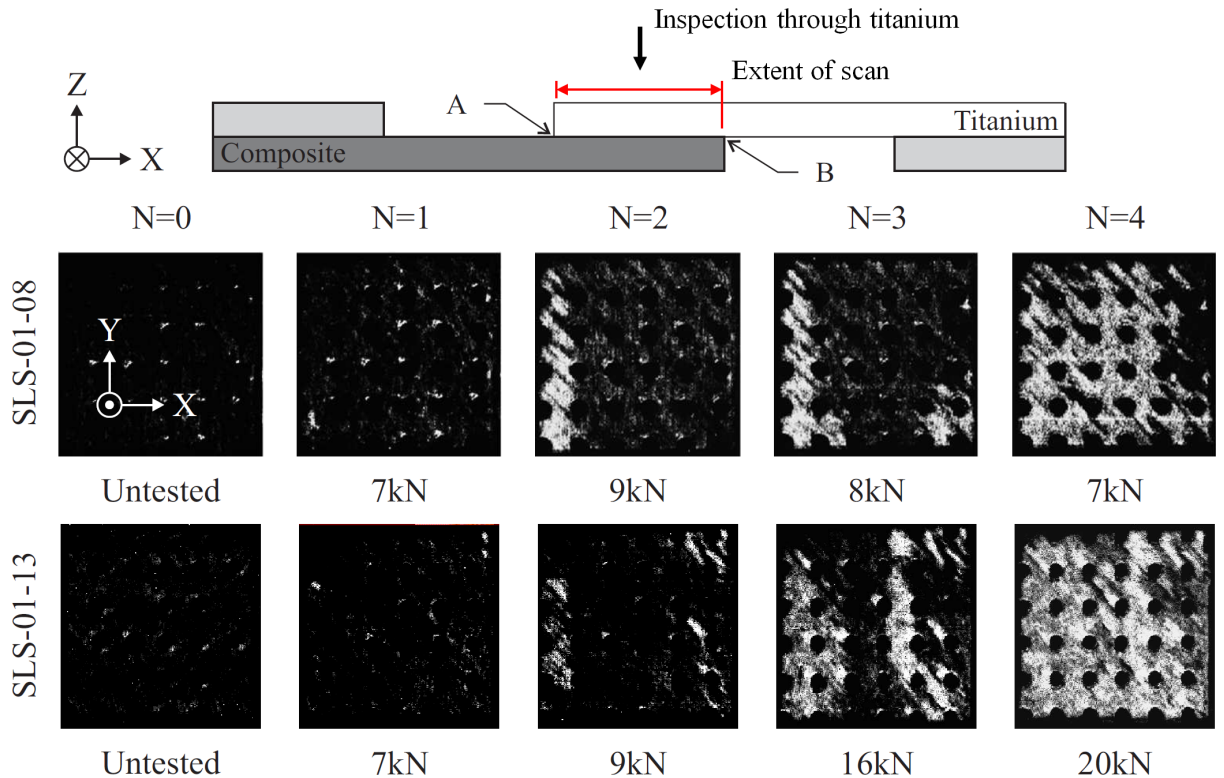 Inspection through titanium
Extent of scan
Z
X
A
Titanium
Composite
B
N=0 N=1 N=2 N=3 N=4
SLS-01-08
Y
X
Untested 7kN 9kN 8kN 7kN
SLS-01-13
Untested 7kN 9kN 16kN 20kN